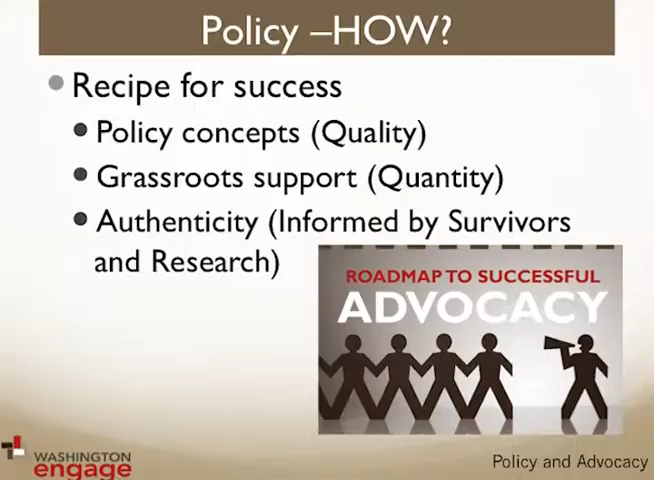 Policy –HOW?
Recipe for success
Policy concepts (Quality)
Grassroots support (Quantity)
Authenticity (Informed by Survivors
and Research)
ROADMAP TO SUCCESSFUL
ADVOCACY
WASHINGTON
engage
Policy and Advocacy